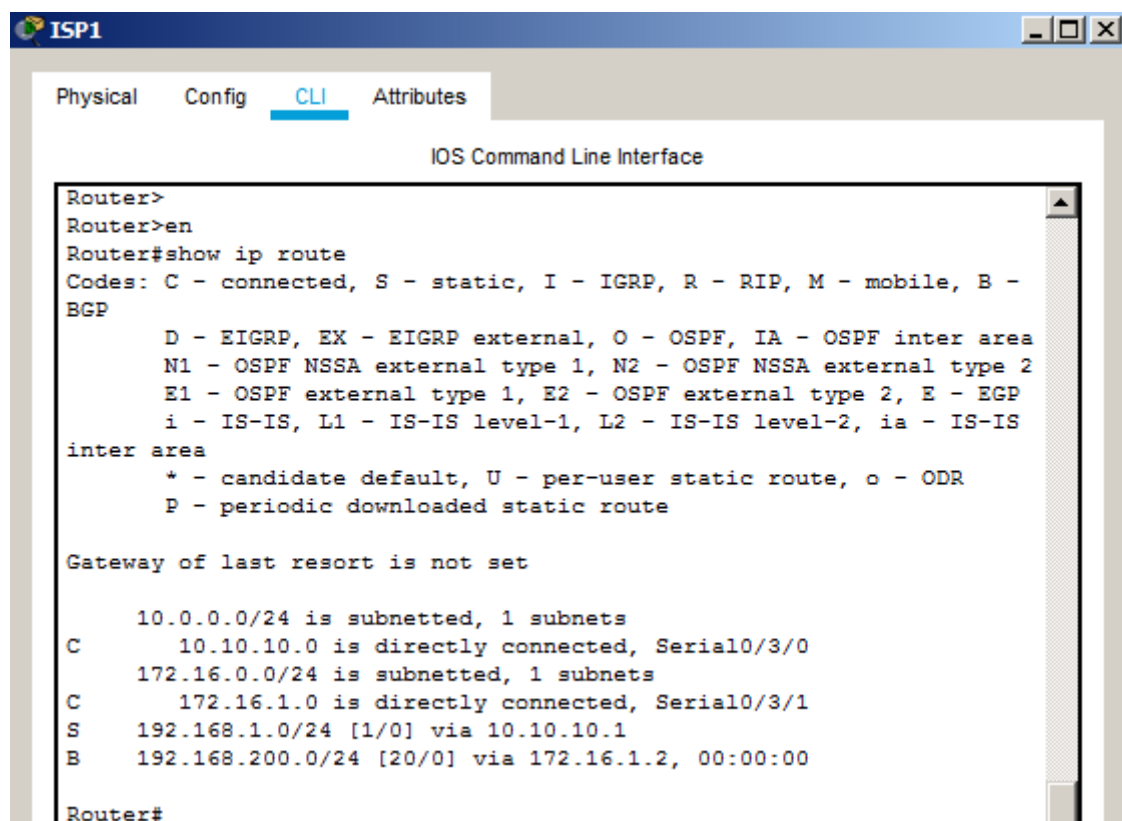 ISP1
Physical Config CLI Attributes
IOS Command Line Interface
Router>
Router>en
Router#show ip route
Codes: C - connected, S - static, I - IGRP, R - RIP, M - mobile, B -
BGP
       D - EIGRP, EX - EIGRP external, O - OSPF, IA - OSPF inter area
       N1 - OSPF NSSA external type 1, N2 - OSPF NSSA external type 2
       E1 - OSPF external type 1, E2 - OSPF external type 2, E - EGP
       i - IS-IS, L1 - IS-IS level-1, L2 - IS-IS level-2, ia - IS-IS
inter area
       * - candidate default, U - per-user static route, o - ODR
       P - periodic downloaded static route
Gateway of last resort is not set
     10.0.0.0/24 is subnetted, 1 subnets
C       10.10.10.0 is directly connected, Serial0/3/0
     172.16.0.0/24 is subnetted, 1 subnets
C       172.16.1.0 is directly connected, Serial0/3/1
S    192.168.1.0/24 [1/0] via 10.10.10.1
B    192.168.200.0/24 [20/0] via 172.16.1.2, 00:00:00
Router#